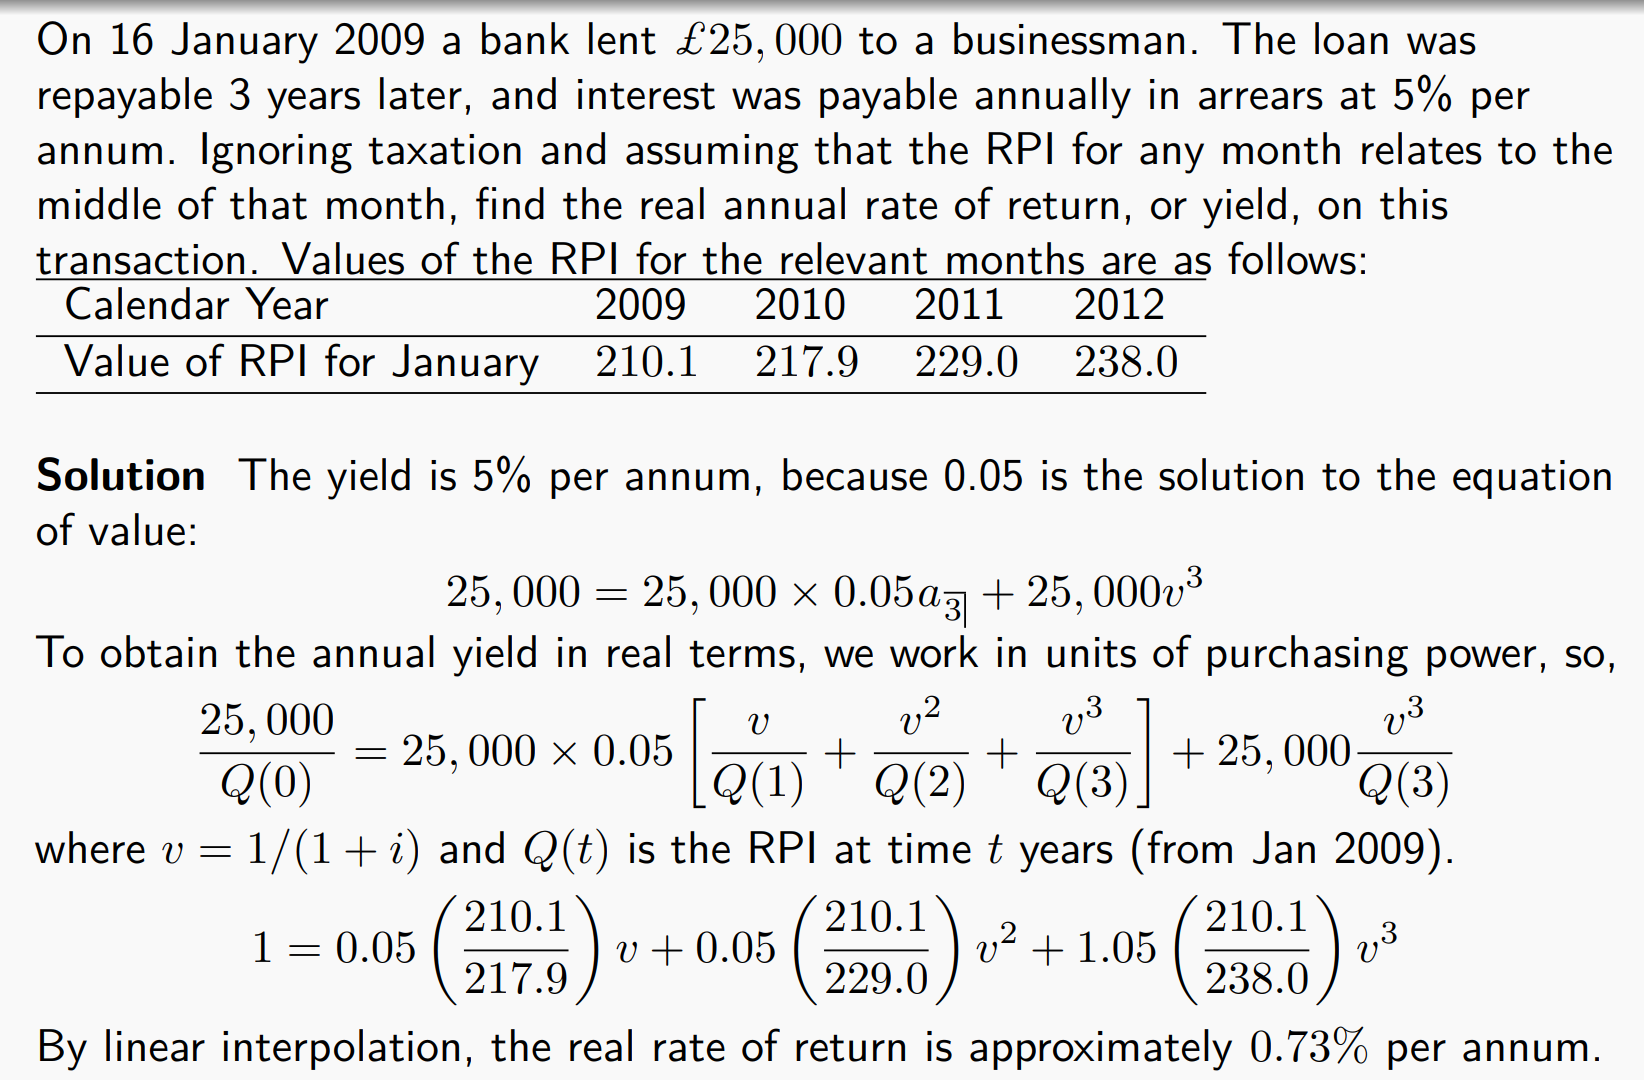 On 16 January 2009 a bank lent £25, 000 to a businessman. The loan was
repayable 3 years later, and interest was payable annually in arrears at 5% per
annum. Ignoring taxation and assuming that the RPI for any month relates to the
middle of that month, find the real annual rate of return, or yield, on this
transaction. Values of the RPI for the relevant months are as follows:
Calendar Year 2009 2010 2011 2012
Value of RPI for January 210.1 217.9 229.0 238.0
Solution The yield is 5% per annum, because 0.05 is the solution to the equation
of value:
$25,000 = 25,000 \times 0.05 a_{\overline{3}|} + 25,000v^3$
To obtain the annual yield in real terms, we work in units of purchasing power, so,
$\frac{25,000}{Q(0)} = 25,000 \times 0.05 \left[ \frac{v}{Q(1)} + \frac{v^2}{Q(2)} + \frac{v^3}{Q(3)} \right] + 25,000 \frac{v^3}{Q(3)}$
where $v = 1/(1 + i)$ and $Q(t)$ is the RPI at time $t$ years (from Jan 2009).
$1 = 0.05 \left( \frac{210.1}{217.9} \right) v + 0.05 \left( \frac{210.1}{229.0} \right) v^2 + 1.05 \left( \frac{210.1}{238.0} \right) v^3$
By linear interpolation, the real rate of return is approximately 0.73% per annum.